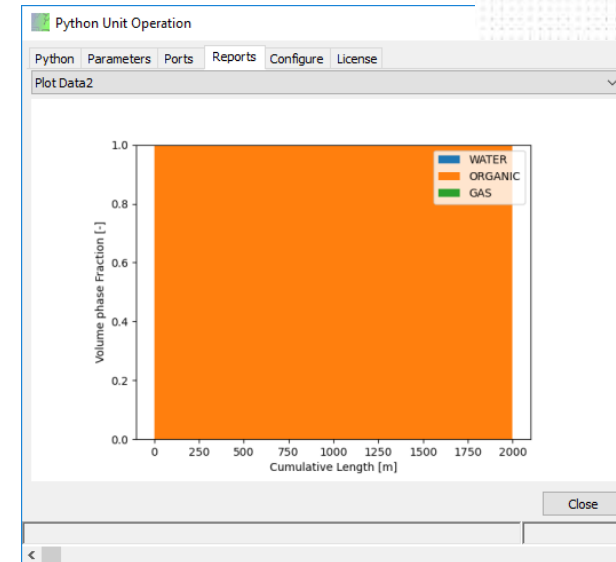 Python Unit Operation
Python Parameters Ports Reports Configure License
Plot Data2
1.0
0.8
0.6
0.4
0.2
0.0
Volume phase Fraction [-]
WATER
ORGANIC
GAS
0 250 500 750 1000 1250 1500 1750 2000
Cumulative Length [m]
Close